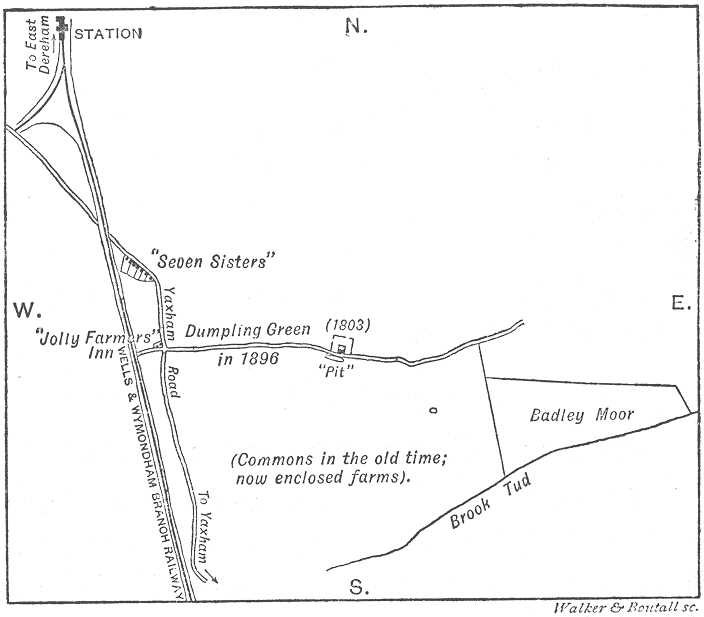 N.
To East
Dereham
STATION
"Seven Sisters"
W.
E.
Yaxham
"Jolly Farmers"
Inn
Dumpling Green (1803)
in 1896
"Pit"
Road
WELLS & WYMONDHAM BRANCH RAILWAY
Badley Moor
(Commons in the old time;
now enclosed farms).
Brook Tud
To Yaxham
S.
Walker & Boutall sc.